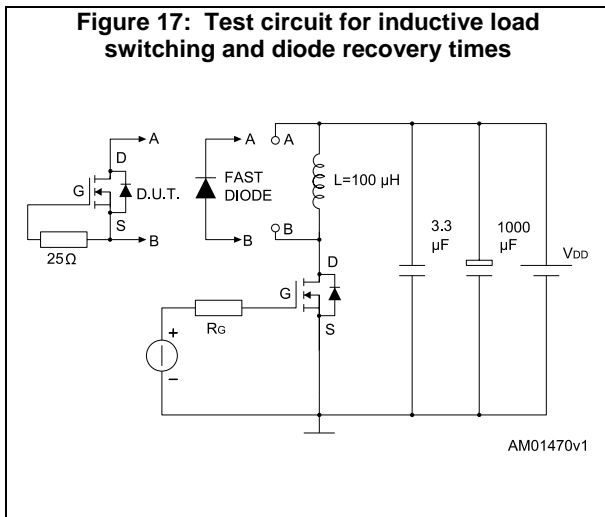 Figure 17: Test circuit for inductive load
switching and diode recovery times
A
D
G
D.U.T.
S
B
25Ω
A
FAST
DIODE
B
A
L=100 µH
B
D
G
S
RG
+
-
3.3
µF
1000
µF
VDD
AM01470v1